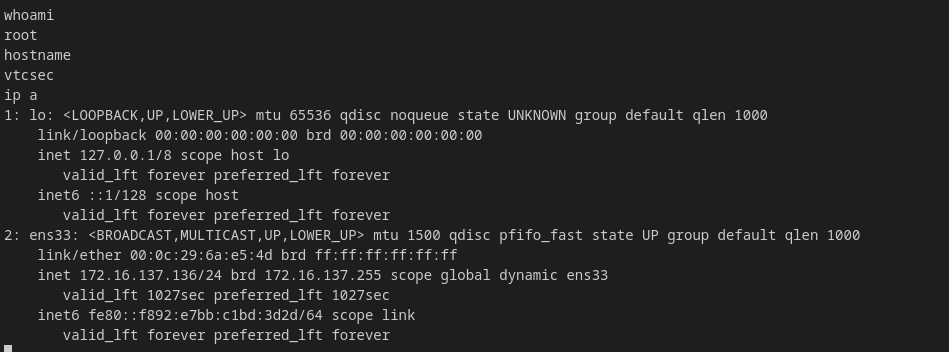 whoami
root
hostname
vtcsec
ip a
1: lo: <LOOPBACK,UP,LOWER_UP> mtu 65536 qdisc noqueue state UNKNOWN group default qlen 1000
    link/loopback 00:00:00:00:00:00 brd 00:00:00:00:00:00
    inet 127.0.0.1/8 scope host lo
       valid_lft forever preferred_lft forever
    inet6 ::1/128 scope host
       valid_lft forever preferred_lft forever
2: ens33: <BROADCAST,MULTICAST,UP,LOWER_UP> mtu 1500 qdisc pfifo_fast state UP group default qlen 1000
    link/ether 00:0c:29:6a:e5:4d brd ff:ff:ff:ff:ff:ff
    inet 172.16.137.136/24 brd 172.16.137.255 scope global dynamic ens33
       valid_lft 1027sec preferred_lft 1027sec
    inet6 fe80::f892:e7bb:c1bd:3d2d/64 scope link
       valid_lft forever preferred_lft forever